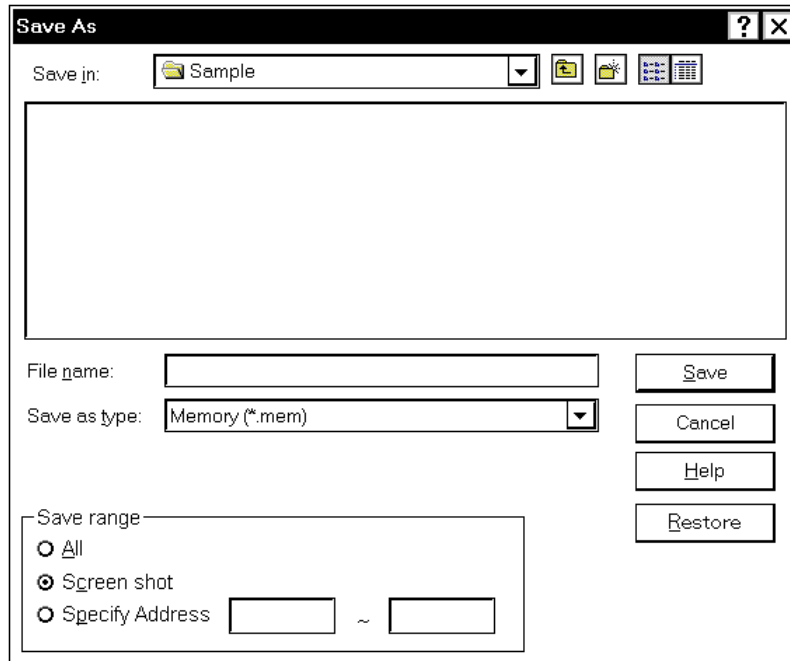 Save As
Save in: Sample
File name:
Save
Save as type: Memory (*.mem)
Cancel
Help
Restore
Save range
All
Screen shot
Specify Address ~